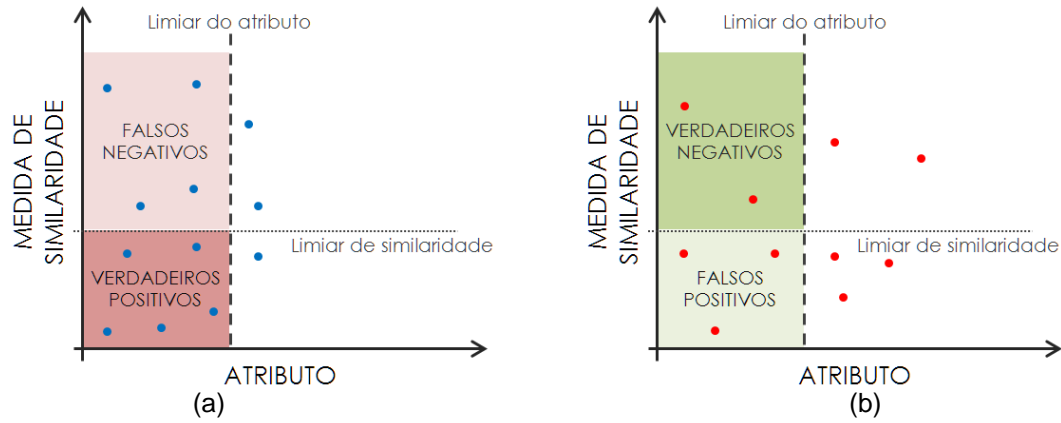 Limiar do atributo
MEDIDA DE
SIMILARIDADE
FALSOS
NEGATIVOS
Limiar de similaridade
VERDADEIROS
POSITIVOS
ATRIBUTO
(a)
Limiar do atributo
MEDIDA DE
SIMILARIDADE
VERDADEIROS
NEGATIVOS
Limiar de similaridade
FALSOS
POSITIVOS
ATRIBUTO
(b)